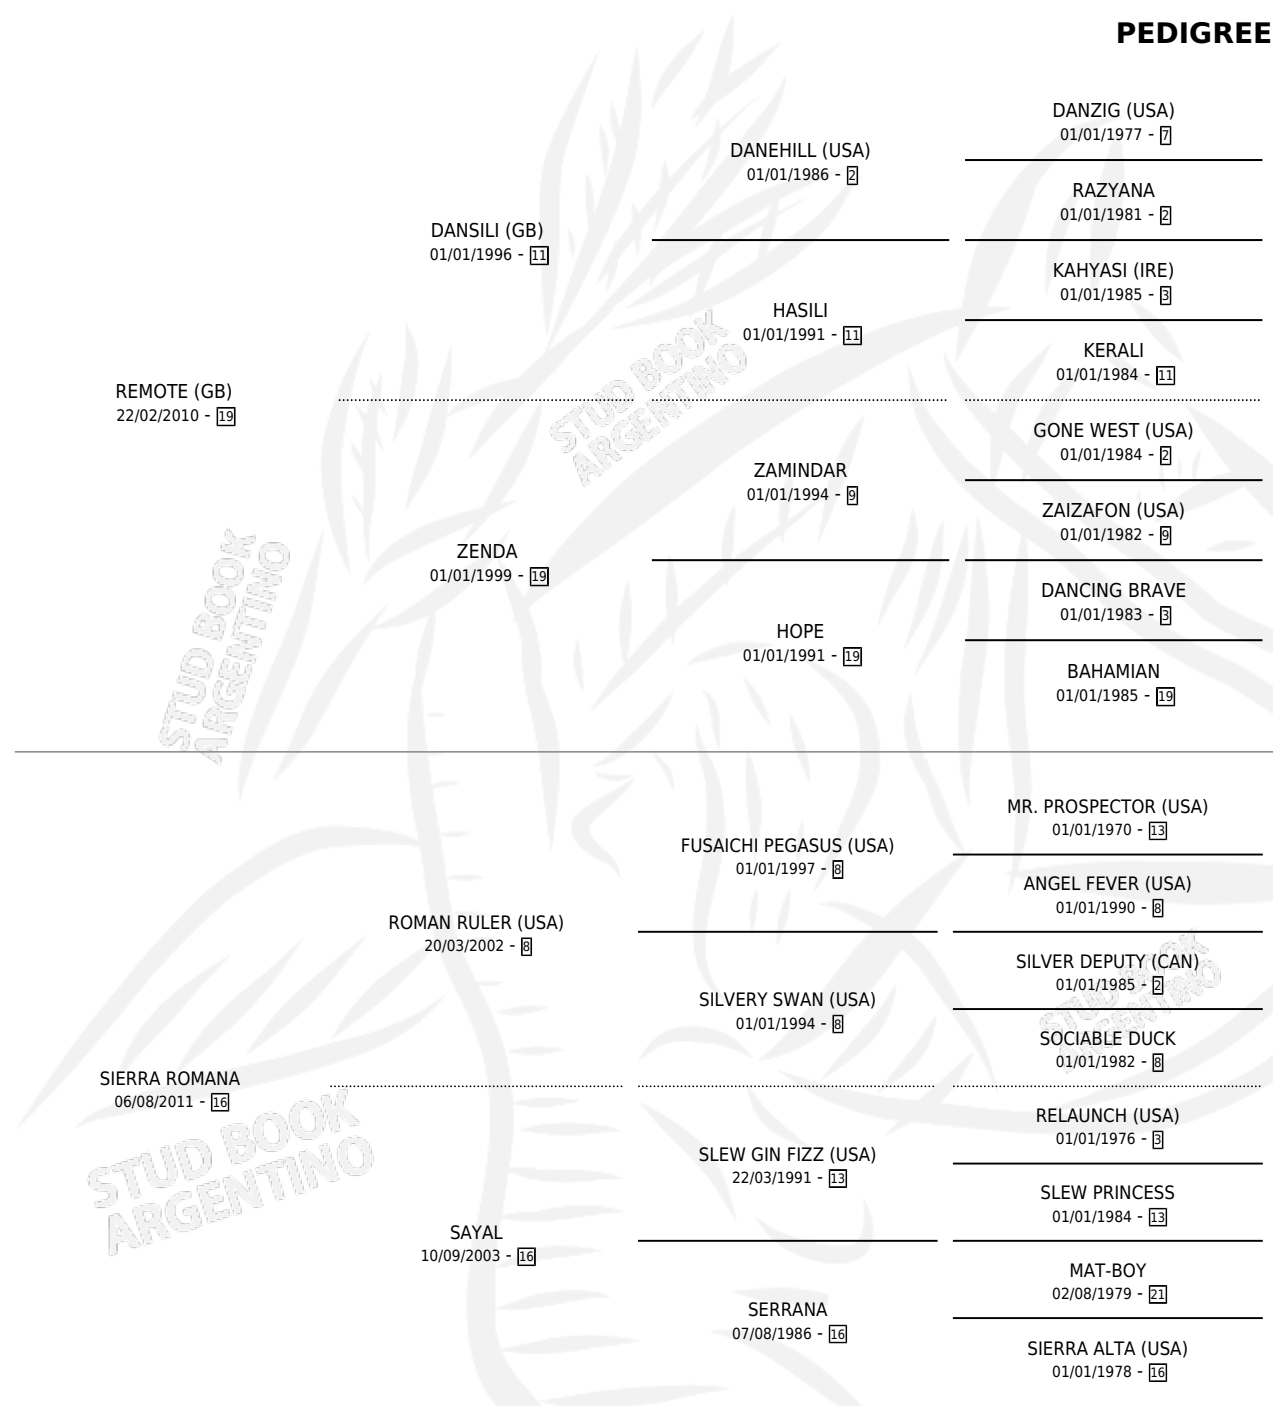 PEDIGREE
DANZIG (USA)
01/01/1977 - 7
DANEHILL (USA)
01/01/1986 - 2
RAZYANA
01/01/1981 - 2
DANSILI (GB)
01/01/1996 - 11
KAHYASI (IRE)
01/01/1985 - 3
HASILI
01/01/1991 - 11
KERALI
01/01/1984 - 11
REMOTE (GB)
22/02/2010 - 19
GONE WEST (USA)
01/01/1984 - 2
ZAMINDAR
01/01/1994 - 9
ZAIZAFON (USA)
01/01/1982 - 9
ZENDA
01/01/1999 - 19
DANCING BRAVE
01/01/1983 - 3
HOPE
01/01/1991 - 19
BAHAMIAN
01/01/1985 - 19
MR. PROSPECTOR (USA)
01/01/1970 - 13
FUSAICHI PEGASUS (USA)
01/01/1997 - 8
ANGEL FEVER (USA)
01/01/1990 - 8
ROMAN RULER (USA)
20/03/2002 - 8
SILVER DEPUTY (CAN)
01/01/1985 - 2
SILVERY SWAN (USA)
01/01/1994 - 8
SOCIABLE DUCK
01/01/1982 - 8
SIERRA ROMANA
06/08/2011 - 16
RELAUNCH (USA)
01/01/1976 - 3
SLEW GIN FIZZ (USA)
22/03/1991 - 13
SLEW PRINCESS
01/01/1984 - 13
SAYAL
10/09/2003 - 16
MAT-BOY
02/08/1979 - 21
SERRANA
07/08/1986 - 16
SIERRA ALTA (USA)
01/01/1978 - 16
STUD BOOK
ARGENTINO
STUD BOOK
ARGENTINO
STUD BOOK
ARGENTINO
STUD BOOK
ARGENTINO